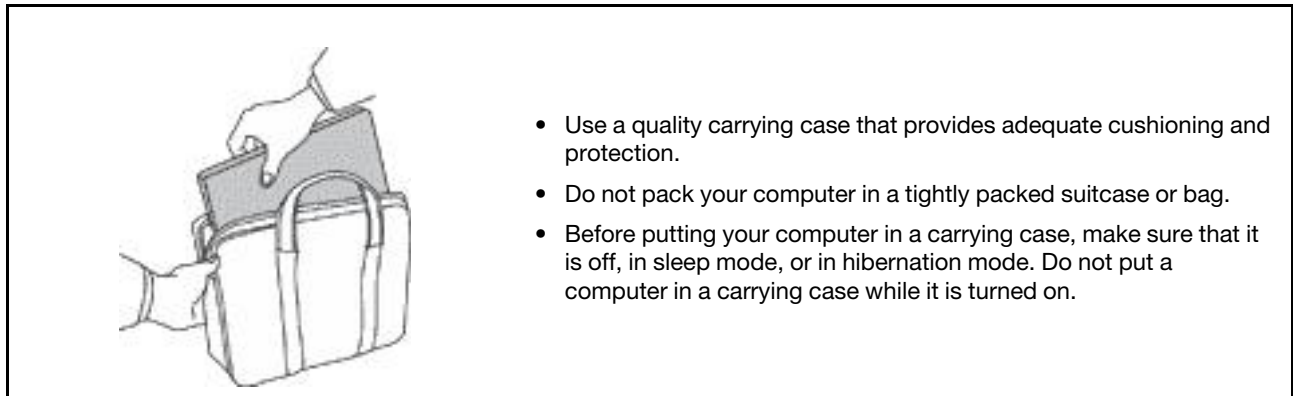 • Use a quality carrying case that provides adequate cushioning and
protection.
• Do not pack your computer in a tightly packed suitcase or bag.
• Before putting your computer in a carrying case, make sure that it
is off, in sleep mode, or in hibernation mode. Do not put a
computer in a carrying case while it is turned on.